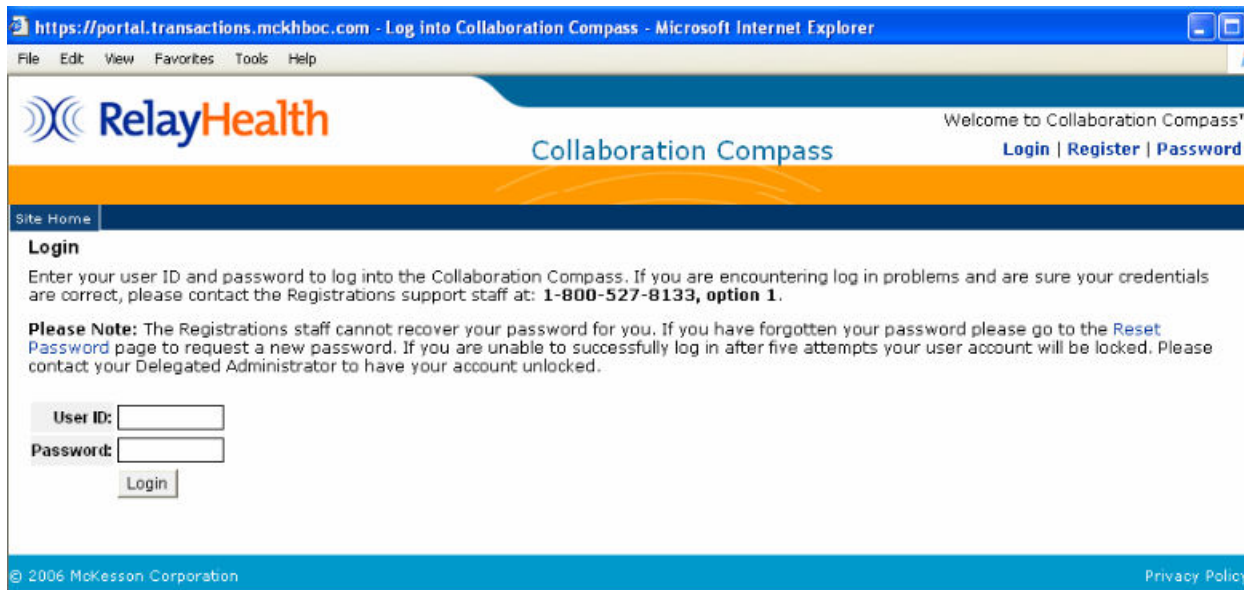 https://portal.transactions.mckhboc.com - Log into Collaboration Compass - Microsoft Internet Explorer
File Edit View Favorites Tools Help
RelayHealth
Welcome to Collaboration Compass
Collaboration Compass
Login | Register | Password
Site Home
Login
Enter your user ID and password to log into the Collaboration Compass. If you are encountering log in problems and are sure your credentials
are correct, please contact the Registrations support staff at: 1-800-527-8133, option 1.
Please Note: The Registrations staff cannot recover your password for you. If you have forgotten your password please go to the Reset
Password page to request a new password. If you are unable to successfully log in after five attempts your user account will be locked. Please
contact your Delegated Administrator to have your account unlocked.
User ID:
Password:
Login
© 2006 McKesson Corporation
Privacy Policy